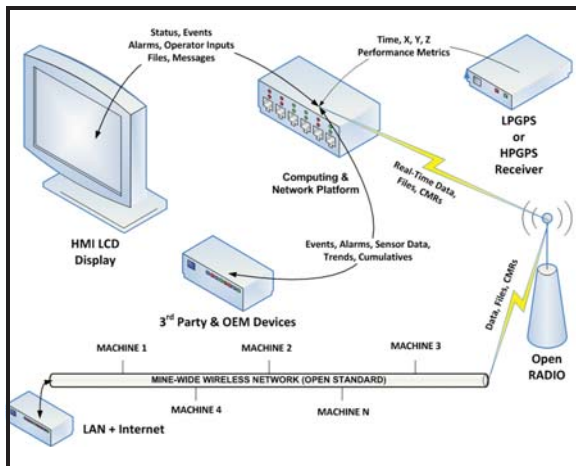 Status, Events
Alarms, Operator Inputs
Files, Messages
Time, X, Y, Z
Performance Metrics
LPGPS
or
HPGPS
Receiver
Computing &
Network Platform
Real-Time Data,
Files, CMRs
HMI LCD
Display
Events, Alarms, Sensor Data,
Trends, Cumulatives
3rd Party & OEM Devices
Data, Files, CMRs
Open
RADIO
MACHINE 1
MACHINE 2
MACHINE 3
MINE-WIDE WIRELESS NETWORK (OPEN STANDARD)
MACHINE 4
MACHINE N
LAN + Internet